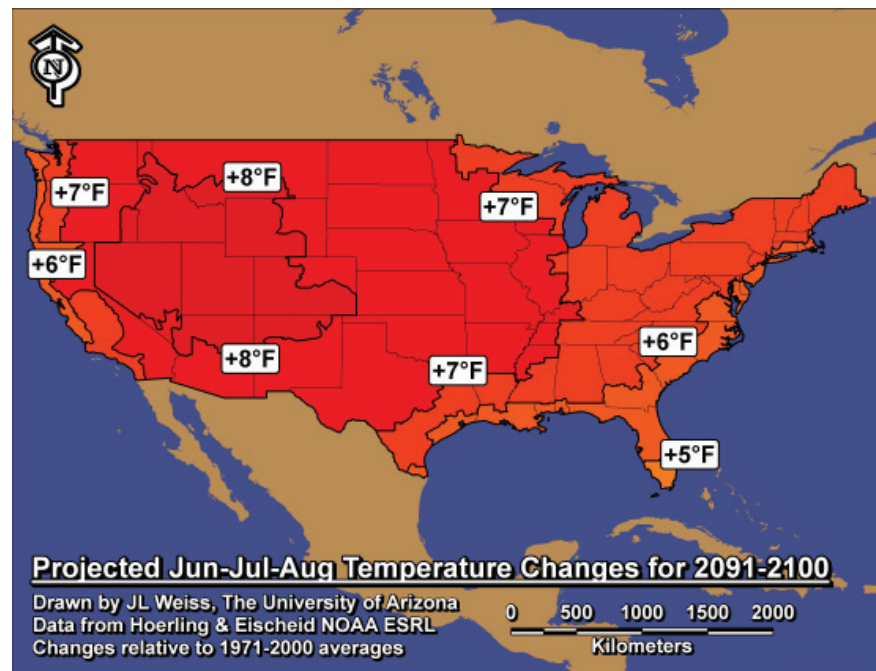 N
+8°F
+7°F
+7°F
+6°F
+6°F
+8°F
+7°F
+5°F
Projected Jun-Jul-Aug Temperature Changes for 2091-2100
Drawn by JL Weiss, The University of Arizona
Data from Hoerling & Eischeid NOAA ESRL
Changes relative to 1971-2000 averages
0 500 1000 1500 2000
Kilometers